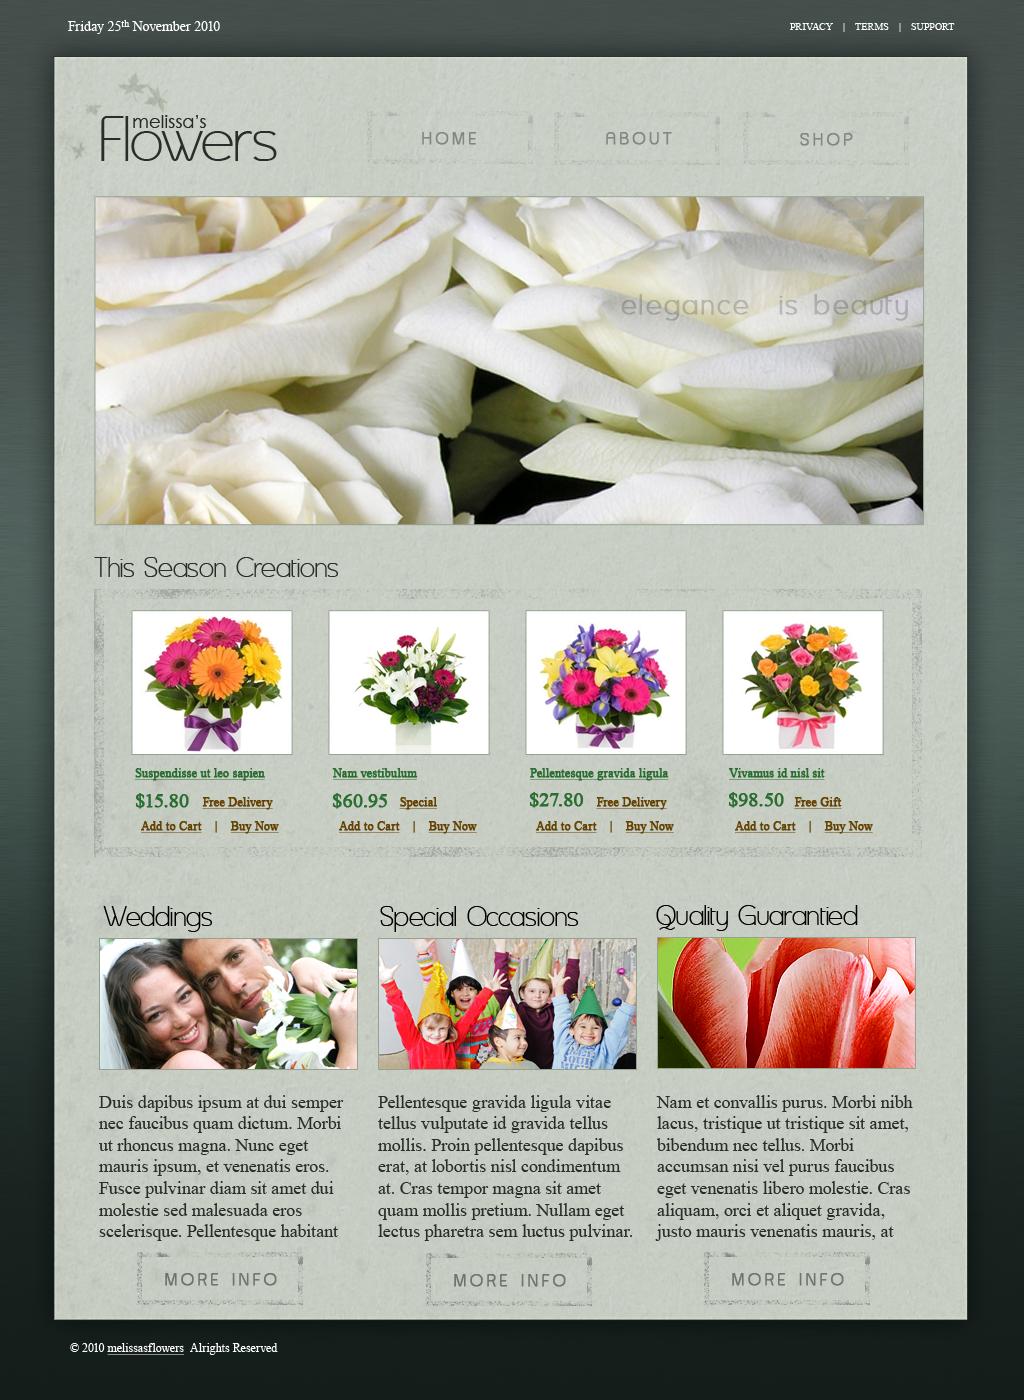 Friday 25th November 2010
PRIVACY | TERMS | SUPPORT
melissa's
Flowers
HOME
ABOUT
SHOP
elegance is beauty
This Season Creations
Suspendisse ut leo sapien
$15.80 Free Delivery
Add to Cart | Buy Now
Nam vestibulum
$60.95 Special
Add to Cart | Buy Now
Pellentesque gravida ligula
$27.80 Free Delivery
Add to Cart | Buy Now
Vivamus id nisl sit
$98.50 Free Gift
Add to Cart | Buy Now
Weddings
Duis dapibus ipsum at dui semper
nec faucibus quam dictum. Morbi
ut rhoncus magna. Nunc eget
mauris ipsum, et venenatis eros.
Fusce pulvinar diam sit amet dui
molestie sed malesuada eros
scelerisque. Pellentesque habitant
MORE INFO
Special Occasions
Pellentesque gravida ligula vitae
tellus vulputate id gravida tellus
mollis. Proin pellentesque dapibus
erat, at lobortis nisl condimentum
at. Cras tempor magna sit amet
quam mollis pretium. Nullam eget
lectus pharetra sem luctus pulvinar.
MORE INFO
Quality Guarantied
Nam et convallis purus. Morbi nibh
lacus, tristique ut tristique sit amet,
bibendum nec tellus. Morbi
accumsan nisi vel purus faucibus
eget venenatis libero molestie. Cras
aliquam, orci et aliquet gravida,
justo mauris venenatis mauris, at
MORE INFO
© 2010 melissasflowers Alrights Reserved